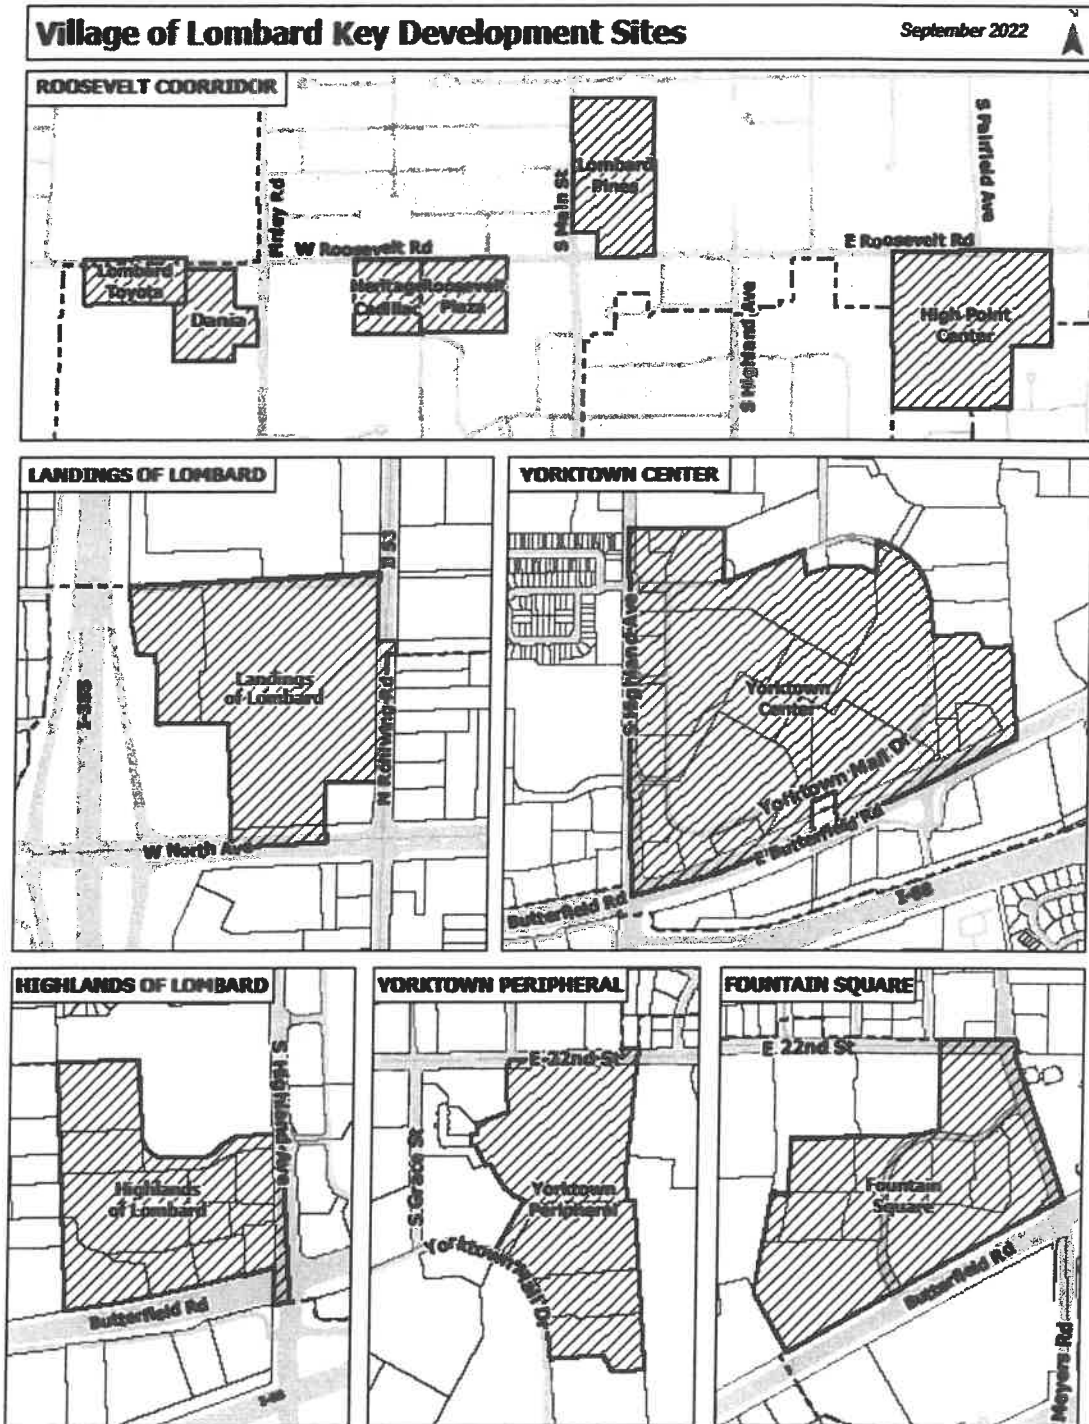 Village of Lombard Key Development Sites
September 2022
ROOSEVELT COORRIDOR
Lombard
Pines
S Fairfield Ave
Finley Rd
S Main St
W Roosevelt Rd
E Roosevelt Rd
Lombard
Toyota
Dania
Heritage
Cadillac
Roosevelt
Plaza
S Highland Ave
High Point
Center
LANDINGS OF LOMBARD
I-355
Landings
of Lombard
N Rohlwing Rd
W North Ave
YORKTOWN CENTER
S Highland Ave
Yorktown
Center
Yorktown Mall Dr
E Butterfield Rd
Butterfield Rd
I-88
HIGHLANDS OF LOMBARD
S Highland Ave
Highlands
of Lombard
Butterfield Rd
I-88
YORKTOWN PERIPHERAL
E 22nd St
S Grace St
Yorktown
Peripheral
Yorktown Mall Dr
FOUNTAIN SQUARE
E 22nd St
Fountain
Square
Butterfield Rd
Meyers Rd